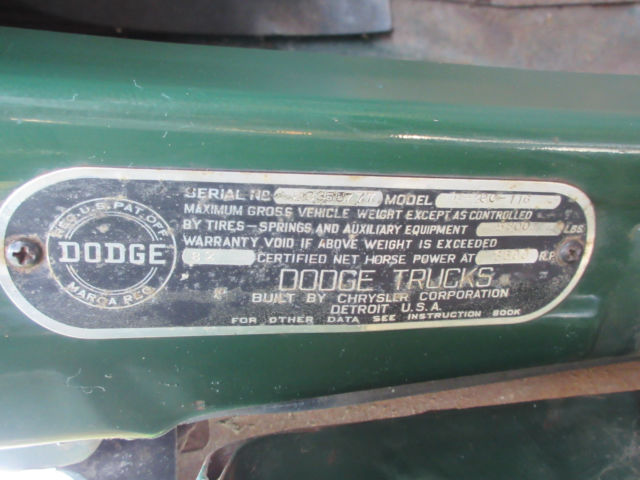 REG. U.S. PAT. OFF.
DODGE
MARCA REG.
SERIAL NO. MODEL
MAXIMUM GROSS VEHICLE WEIGHT EXCEPT AS CONTROLLED
BY TIRES-SPRINGS AND AUXILIARY EQUIPMENT LBS.
WARRANTY VOID IF ABOVE WEIGHT IS EXCEEDED
CERTIFIED NET HORSE POWER AT
DODGE TRUCKS
BUILT BY CHRYSLER CORPORATION
DETROIT U.S.A.
FOR OTHER DATA SEE INSTRUCTION BOOK